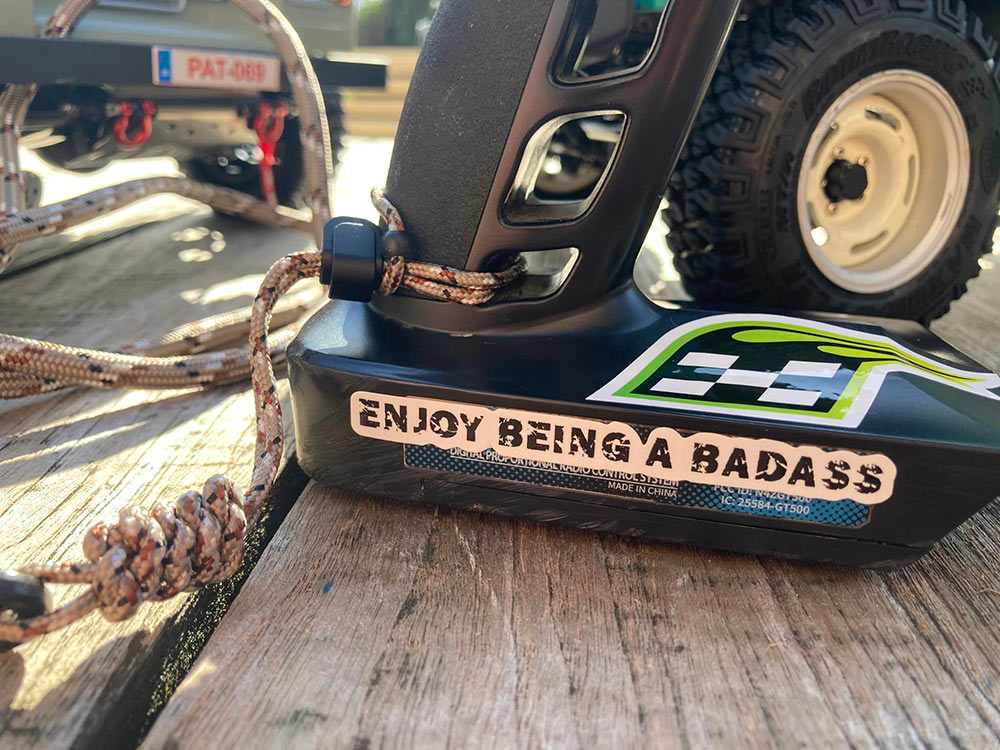 PAT-069
ENJOY BEING A BADASS
DIGITAL PROPORTIONAL RADIO CONTROL SYSTEM
MADE IN CHINA
IC: 25584-GT500